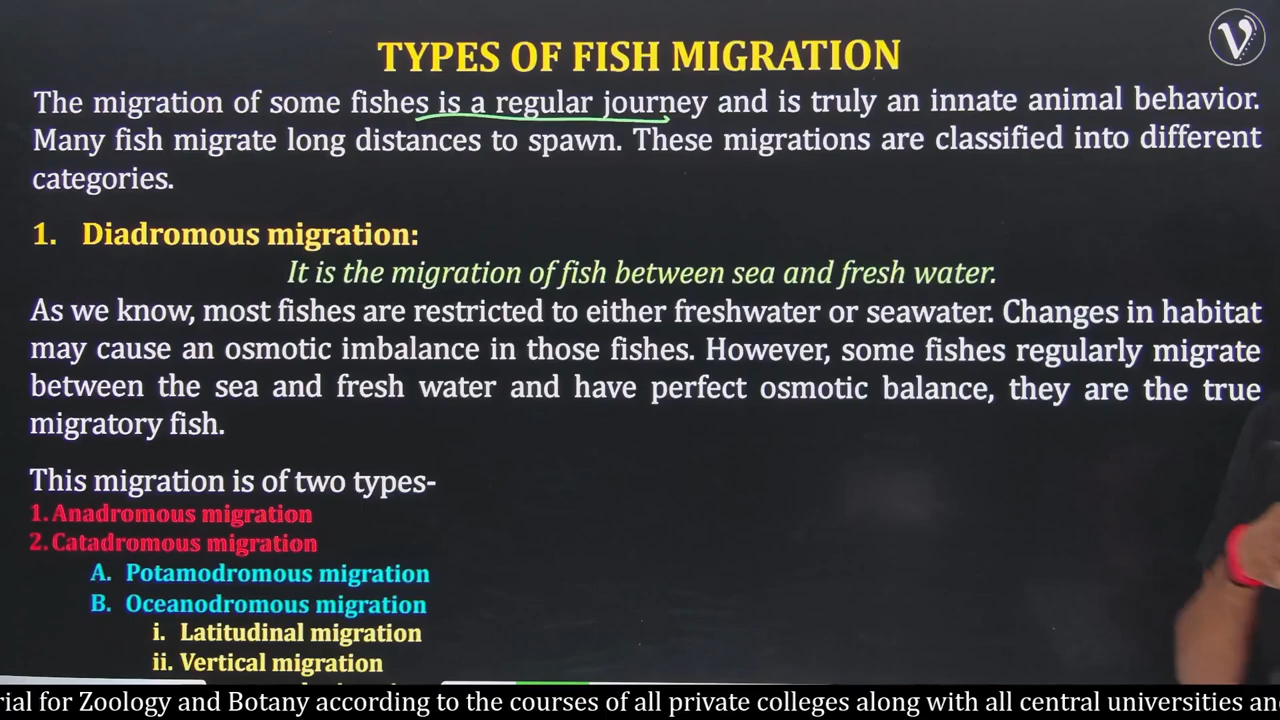 V
TYPES OF FISH MIGRATION
The migration of some fishes is a regular journey and is truly an innate animal behavior.
Many fish migrate long distances to spawn. These migrations are classified into different
categories.
1. Diadromous migration:
It is the migration of fish between sea and fresh water.
As we know, most fishes are restricted to either freshwater or seawater. Changes in habitat
may cause an osmotic imbalance in those fishes. However, some fishes regularly migrate
between the sea and fresh water and have perfect osmotic balance, they are the true
migratory fish.
This migration is of two types-
1. Anadromous migration
2. Catadromous migration
A. Potamodromous migration
B. Oceanodromous migration
i. Latitudinal migration
ii. Vertical migration
rial for Zoology and Botany according to the courses of all private colleges along with all central universities an